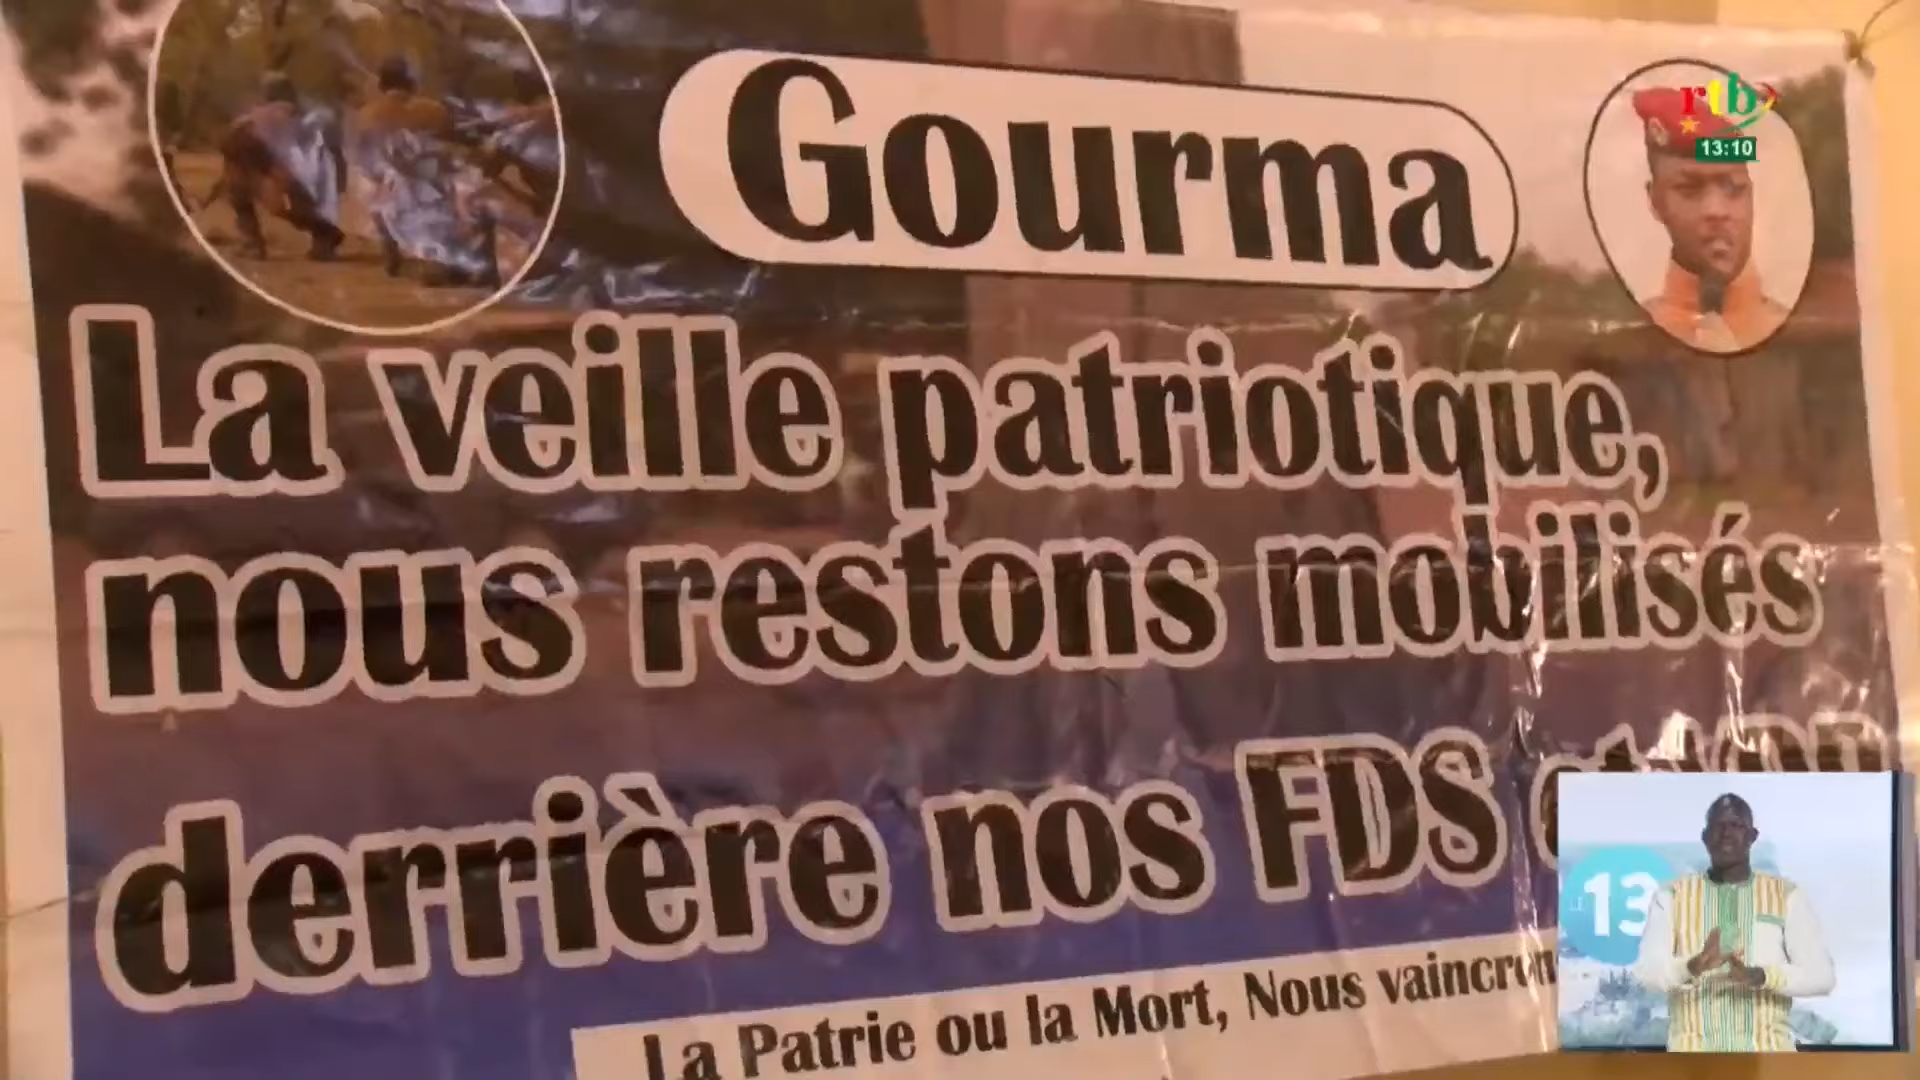 Gourma
rtb
13:10
La veille patriotique,
nous restons mobilisés
derrière nos FDS
La Patrie ou la Mort, Nous
13